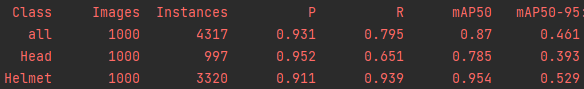 Class Images Instances P R mAP50 mAP50-95:
all 1000 4317 0.931 0.795 0.87 0.461
Head 1000 997 0.952 0.651 0.785 0.393
Helmet 1000 3320 0.911 0.939 0.954 0.529